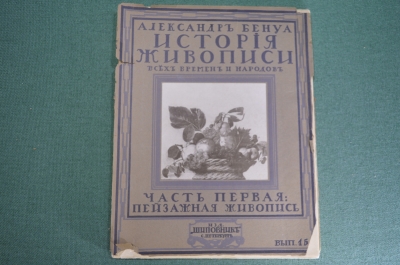 АЛЕКСАНДРЪ БЕНУА
ИСТОРІЯ
ЖИВОПИСИ
ВСѢХЪ ВРЕМЕНЪ И НАРОДОВЪ
ЧАСТЬ ПЕРВАЯ:
ПЕЙЗАЖНАЯ ЖИВОПИСЬ
ШИПОВНИКЪ
ВЫП. 15